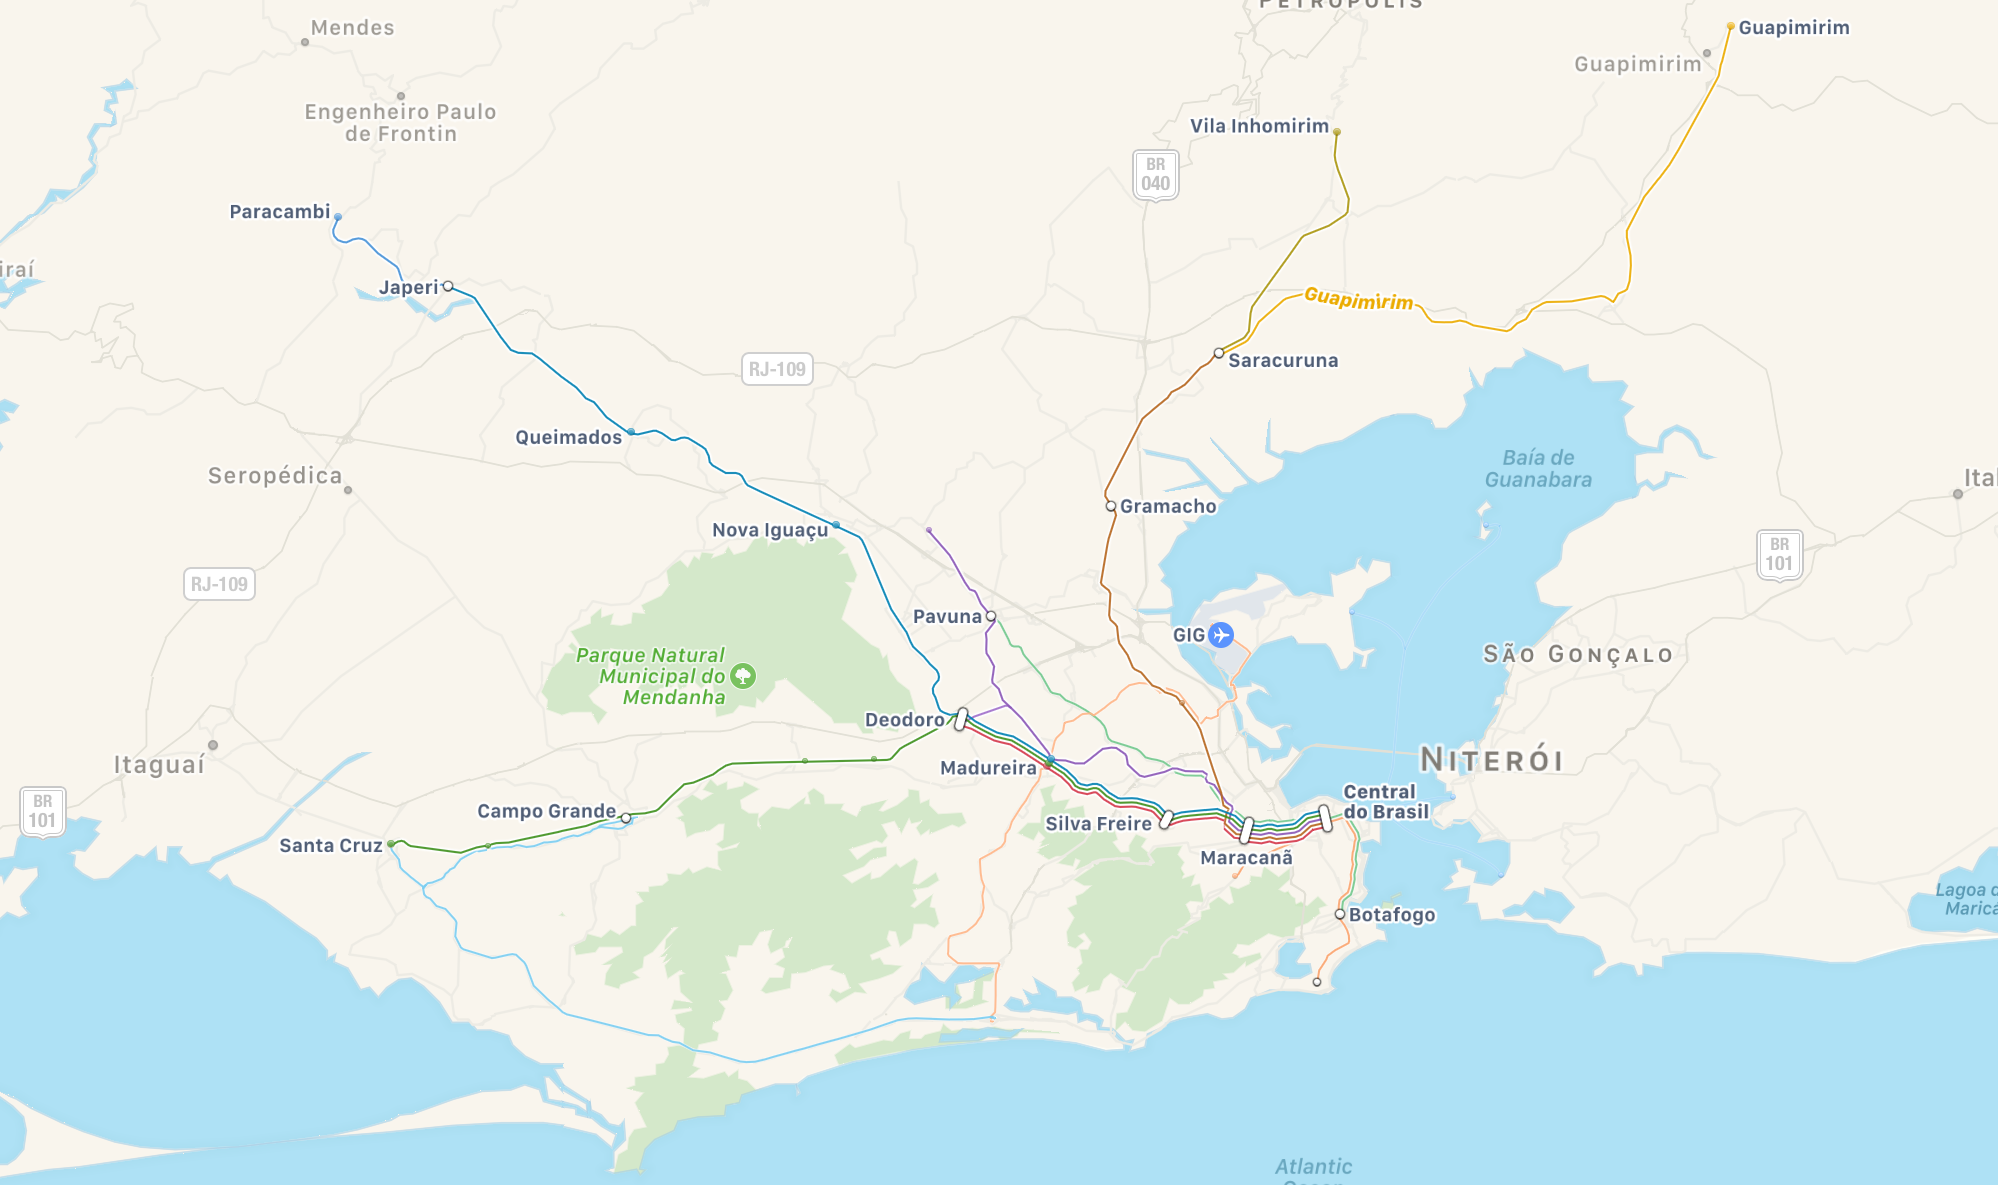 PETRÓPOLIS
Mendes
Guapimirim
Guapimirim
Engenheiro Paulo
de Frontin
Vila Inhomirim
BR
040
Paracambi
Japeri
Guapimirim
Saracuruna
RJ-109
Queimados
Baía de
Guanabara
Seropédica
Gramacho
Nova Iguaçu
BR
101
RJ-109
Pavuna
GIG
Parque Natural
Municipal do
Mendanha
SÃO GONÇALO
Deodoro
Itaguaí
Madureira
NITERÓI
BR
101
Campo Grande
Central
do Brasil
Silva Freire
Santa Cruz
Maracanã
Botafogo
Lagoa d
Maricá
Atlantic